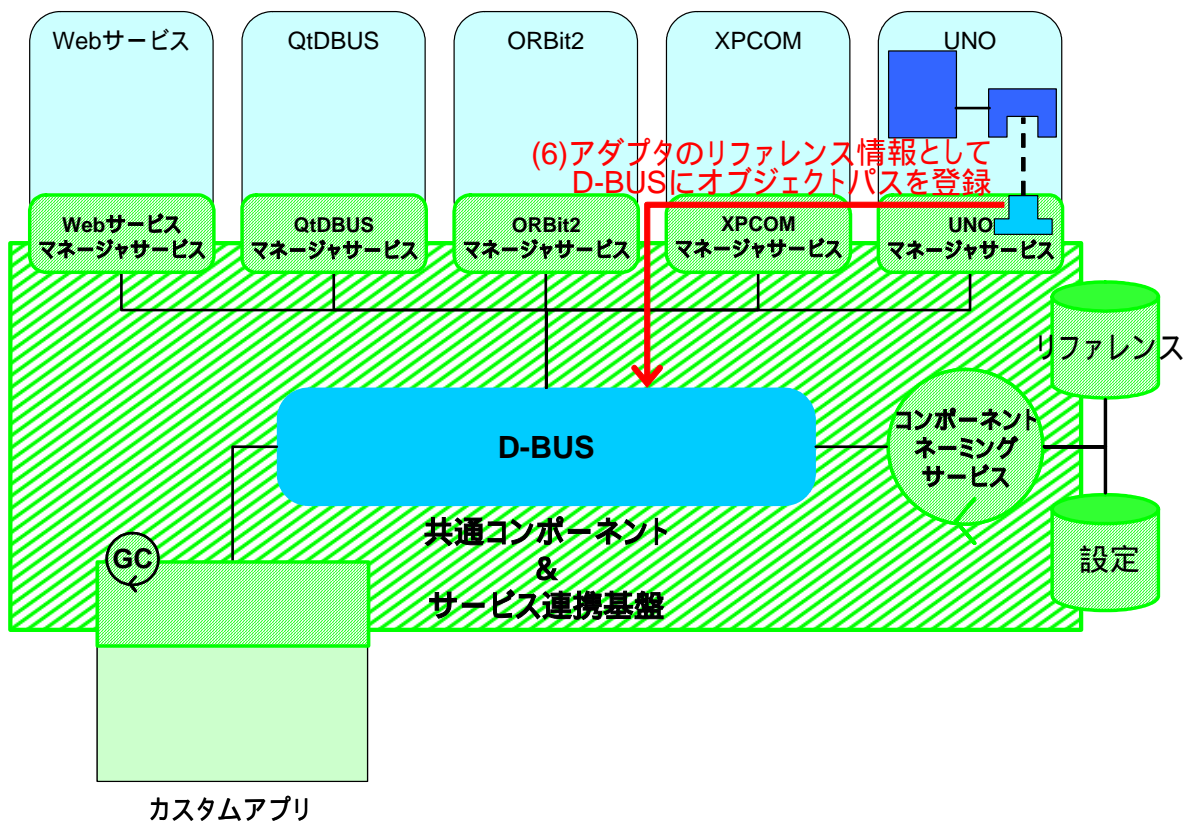 Webサービス
QtDBUS
ORBit2
XPCOM
UNO
(6)アダプタのリファレンス情報として
D-BUSにオブジェクトパスを登録
Webサービス
マネージャサービス
QtDBUS
マネージャサービス
ORBit2
マネージャサービス
XPCOM
マネージャサービス
UNO
マネージャサービス
リファレンス
コンポーネント
ネーミング
サービス
D-BUS
共通コンポーネント
&
サービス連携基盤
設定
GC
カスタムアプリ